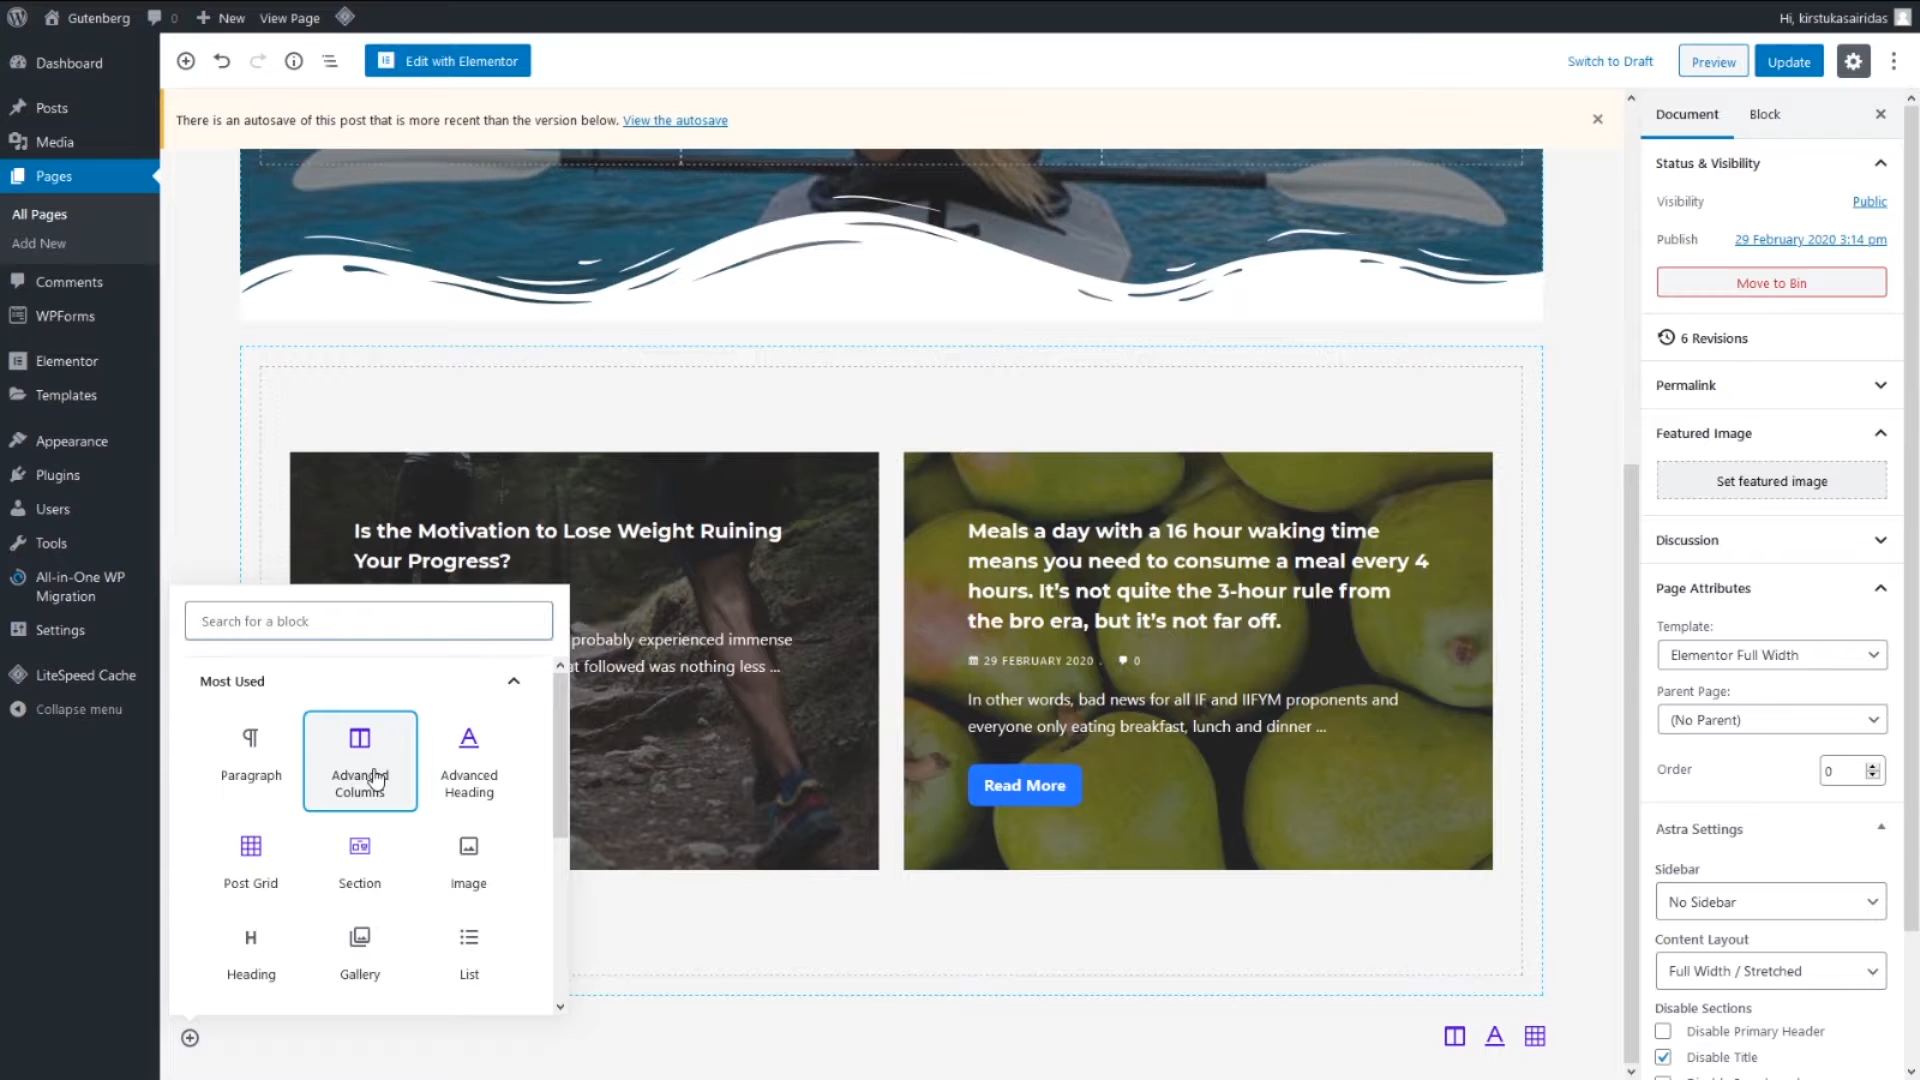 Gutenberg
0
New
View Page
Hi, kirstukasairidas
Dashboard
Posts
Media
Pages
All Pages
Add New
Comments
WPForms
Elementor
Templates
Appearance
Plugins
Users
Tools
All-in-One WP
Migration
Settings
LiteSpeed Cache
Collapse menu
Edit with Elementor
Switch to Draft
Preview
Update
There is an autosave of this post that is more recent than the version below. View the autosave
Is the Motivation to Lose Weight Ruining
Your Progress?
probably experienced immense
at followed was nothing less ...
Meals a day with a 16 hour waking time
means you need to consume a meal every 4
hours. It's not quite the 3-hour rule from
the bro era, but it's not far off.
29 FEBRUARY 2020 . 0
In other words, bad news for all IF and IIFYM proponents and
everyone only eating breakfast, lunch and dinner ...
Read More
Search for a block
Most Used
Paragraph
Advanced
Columns
Advanced
Heading
Post Grid
Section
Image
Heading
Gallery
List
Document
Block
Status & Visibility
Visibility
Public
Publish
29 February 2020 3:14 pm
Move to Bin
6 Revisions
Permalink
Featured Image
Set featured image
Discussion
Page Attributes
Template:
Elementor Full Width
Parent Page:
(No Parent)
Order
0
Astra Settings
Sidebar
No Sidebar
Content Layout
Full Width / Stretched
Disable Sections
Disable Primary Header
Disable Title